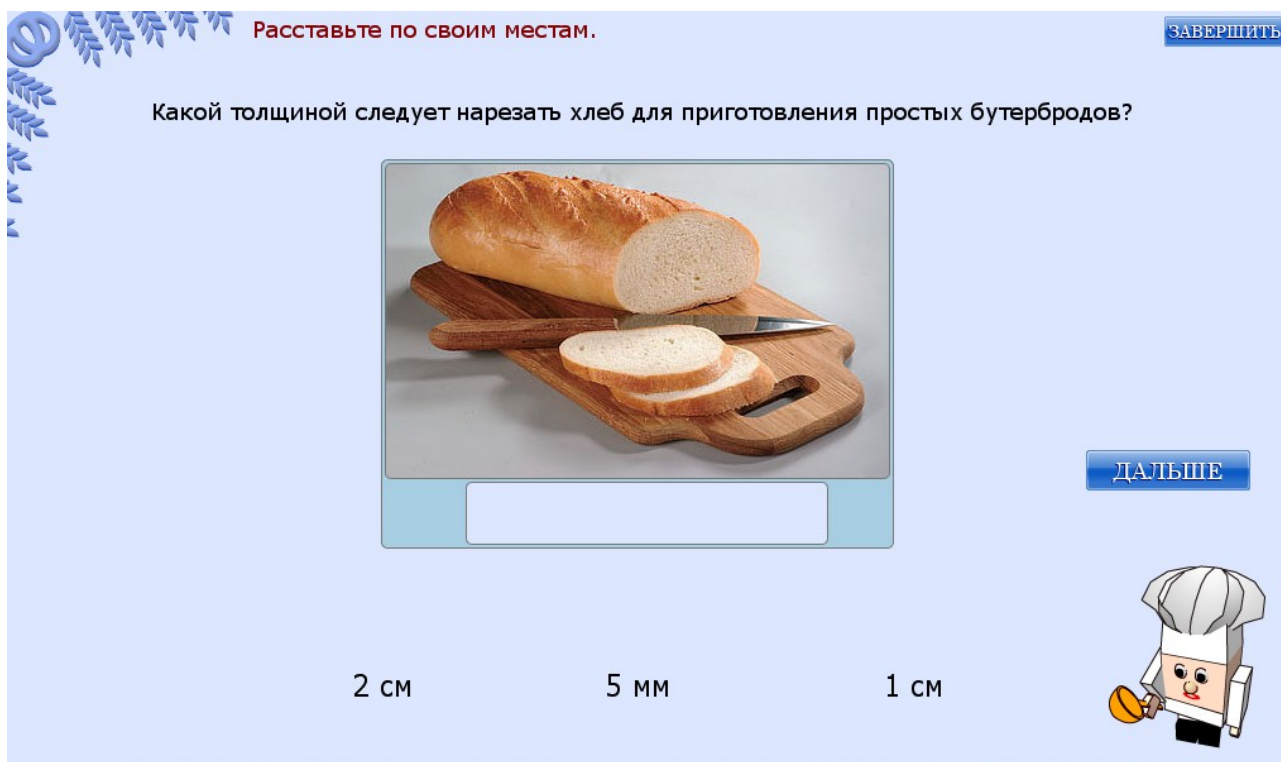 Расставьте по своим местам.
ЗАВЕРШИТЬ
Какой толщиной следует нарезать хлеб для приготовления простых бутербродов?
ДАЛЬШЕ
2 см 5 мм 1 см